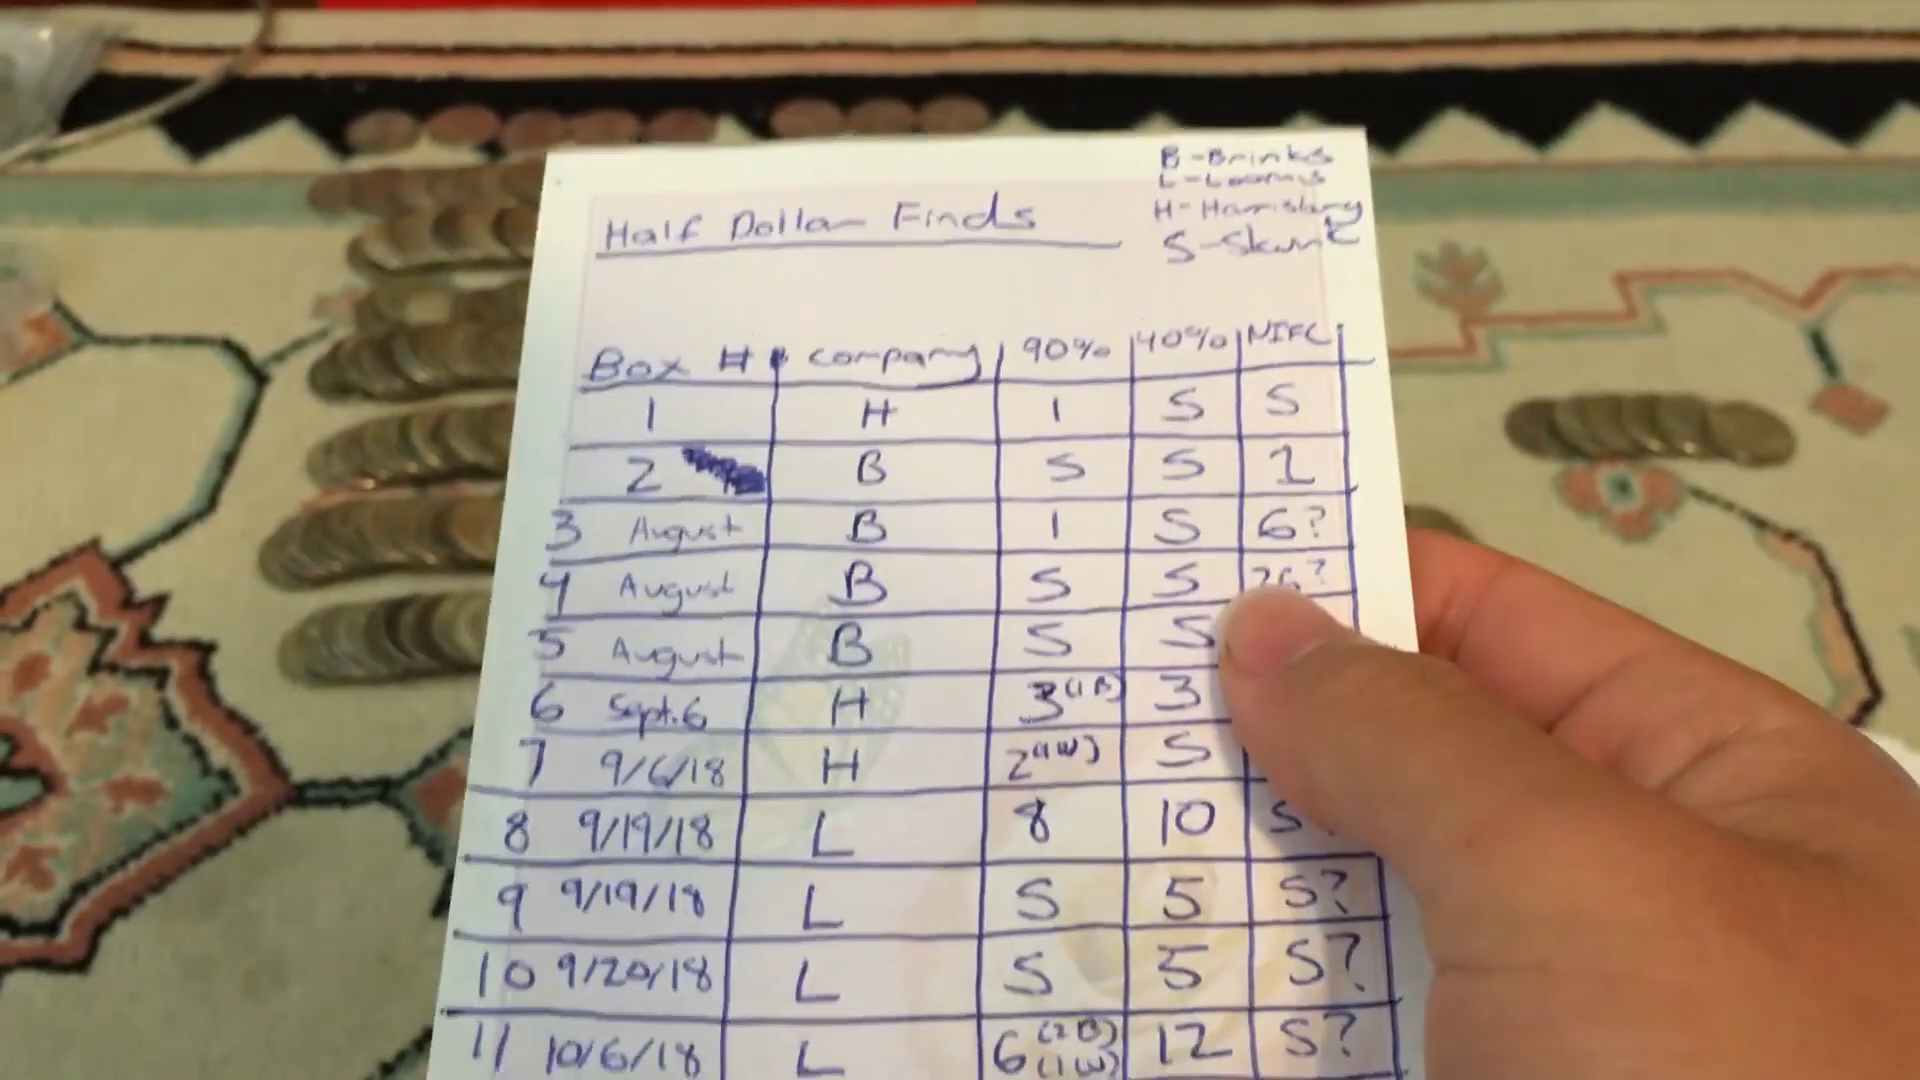 B-Brinks
L-Loomis
H-Harrisburg
S-Skunk
Half Dollar Finds
Box # company 90% 40% NIFC
1 H 1 S S
2 B S S 1
3 August B 1 S 6?
4 August B S S 26?
5 August B S S
6 Sept. 6 H 3 (1B) 3
7 9/6/18 H 2 (1W) S
8 9/19/18 L 8 10 S?
9 9/19/18 L S 5 S?
10 9/20/18 L S 5 S?
11 10/6/18 L 6 (2B) (1W) 12 S?